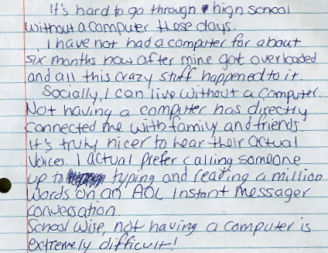 It's hard to go through high school
without a computer these days.
I have not had a computer for about
six months now after mine got overloaded
and all this crazy stuff happened to it.
Socially, I can live without a computer.
Not having a computer has directly
connected me with family and friends.
It's truly nicer to hear their actual
voices. I actual prefer calling someone
up to typing and reading a million
words on an AOL Instant Messager
conversation.
School wise, not having a computer is
extremely difficult!